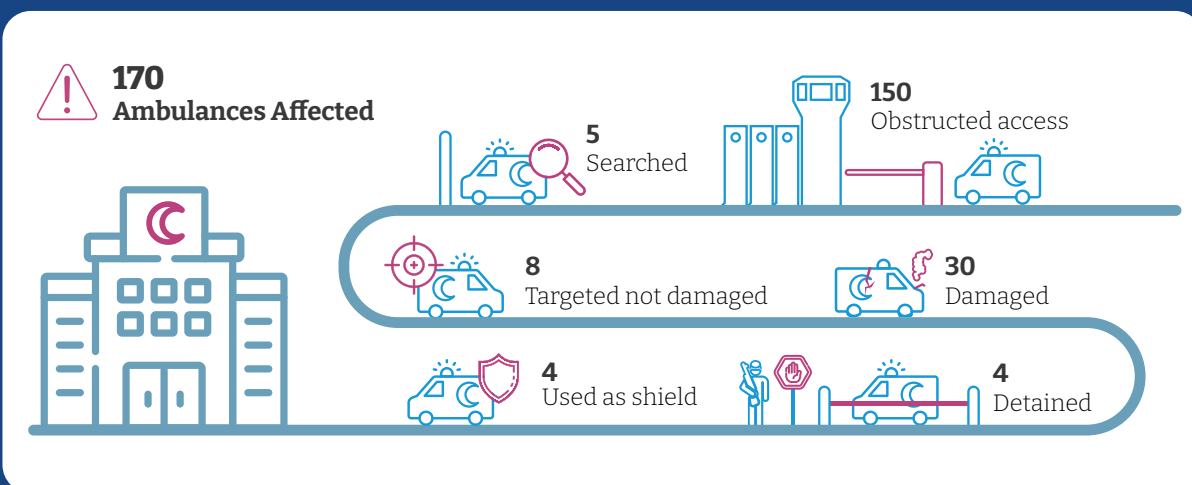 170
Ambulances Affected
5
Searched
150
Obstructed access
8
Targeted not damaged
30
Damaged
4
Used as shield
4
Detained